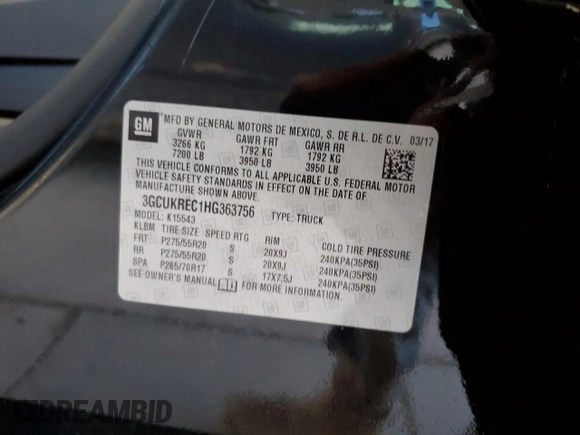 GM
MFD BY GENERAL MOTORS DE MEXICO, S. DE R.L. DE C.V. 03/17
GVWR GAWR FRT GAWR RR
3266 KG 1792 KG 1792 KG
7200 LB 3950 LB 3950 LB
THIS VEHICLE CONFORMS TO ALL APPLICABLE U.S. FEDERAL MOTOR
VEHICLE SAFETY STANDARDS IN EFFECT ON THE DATE OF
MANUFACTURE SHOWN ABOVE.
3GCUKREC1HG363756 TYPE: TRUCK
MODEL: K15543
KLBM TIRE SIZE SPEED RTG RIM COLD TIRE PRESSURE
FRT P275/55R20 S 20X9J 240KPA(35PSI)
RR P275/55R20 S 20X9J 240KPA(35PSI)
SPA P265/70R17 S 17X7.5J 240KPA(35PSI)
SEE OWNER'S MANUAL FOR MORE INFORMATION.
DREAMBID